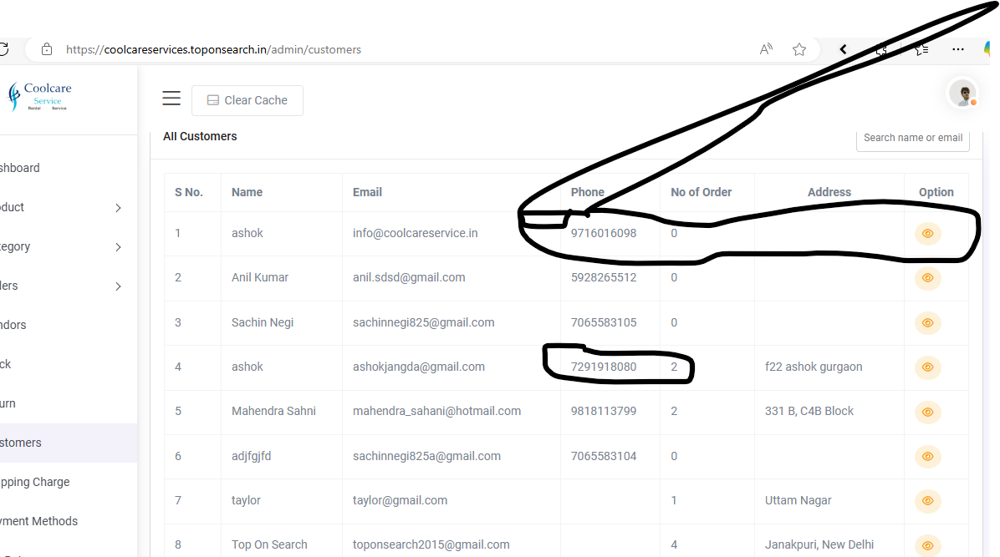 https://coolcareservices.toponsearch.in/admin/customers
Coolcare
Service
Rental Service
Clear Cache
All Customers
Search name or email
shboard
oduct
tegory
lers
ndors
ck
urn
stomers
pping Charge
yment Methods
S No. Name Email Phone No of Order Address Option
1 ashok info@coolcareservice.in 9716016098 0
2 Anil Kumar anil.sdsd@gmail.com 5928265512 0
3 Sachin Negi sachinnegi825@gmail.com 7065583105 0
4 ashok ashokjangda@gmail.com 7291918080 2 f22 ashok gurgaon
5 Mahendra Sahni mahendra_sahani@hotmail.com 9818113799 2 331 B, C4B Block
6 adjfgjfd sachinnegi825a@gmail.com 7065583104 0
7 taylor taylor@gmail.com 1 Uttam Nagar
8 Top On Search toponsearch2015@gmail.com 4 Janakpuri, New Delhi